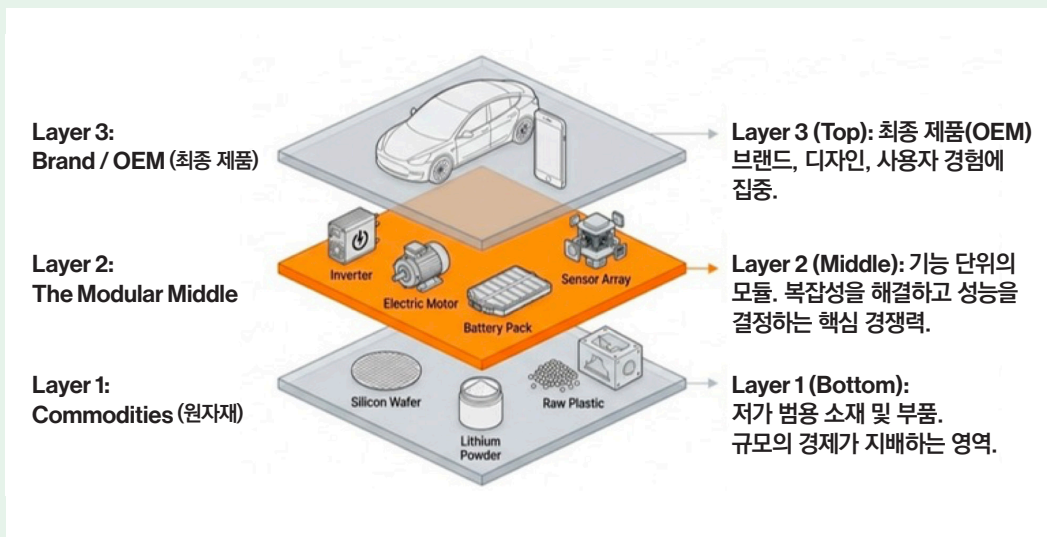 Layer 3:
Brand / OEM (최종 제품)
Layer 3 (Top): 최종 제품(OEM)
브랜드, 디자인, 사용자 경험에
집중.
Layer 2:
The Modular Middle
Inverter
Electric Motor
Battery Pack
Sensor Array
Layer 2 (Middle): 기능 단위의
모듈. 복잡성을 해결하고 성능을
결정하는 핵심 경쟁력.
Layer 1:
Commodities (원자재)
Silicon Wafer
Lithium
Powder
Raw Plastic
Layer 1 (Bottom):
저가 범용 소재 및 부품.
규모의 경제가 지배하는 영역.